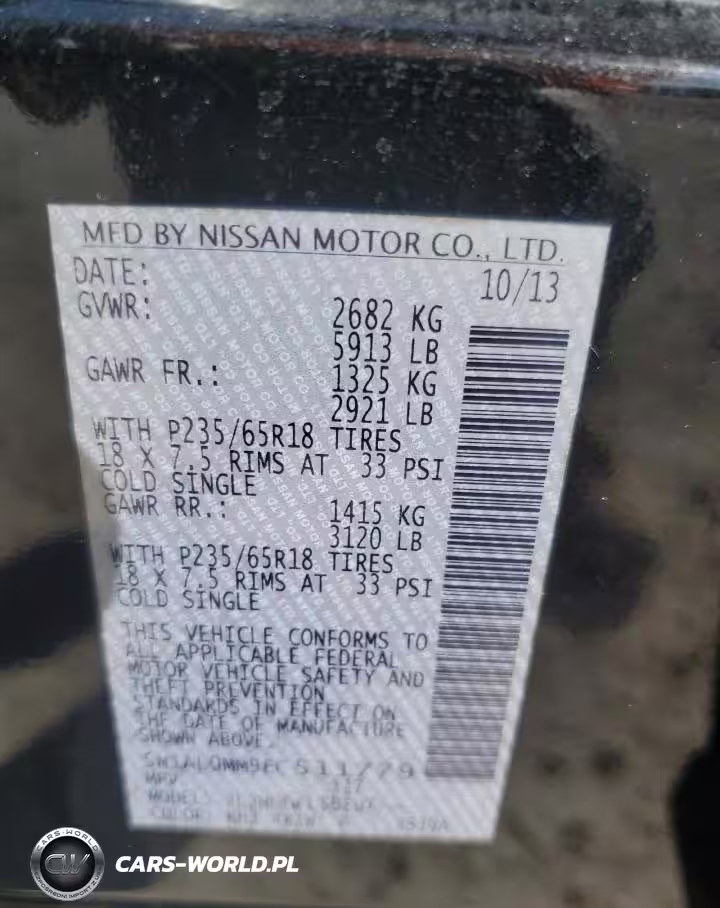 MFD BY NISSAN MOTOR CO., LTD.
DATE: 10/13
GVWR: 2682 KG
5913 LB
GAWR FR.: 1325 KG
2921 LB
WITH P235/65R18 TIRES
18 X 7.5 RIMS AT 33 PSI
COLD SINGLE
GAWR RR.: 1415 KG
3120 LB
WITH P235/65R18 TIRES
18 X 7.5 RIMS AT 33 PSI
COLD SINGLE
THIS VEHICLE CONFORMS TO
ALL APPLICABLE FEDERAL
MOTOR VEHICLE SAFETY AND
THEFT PREVENTION
STANDARDS IN EFFECT ON
THE DATE OF MANUFACTURE
SHOWN ABOVE.
MPV
MODEL:
COLOR:
CARS-WORLD.PL
CARS-WORLD
CW